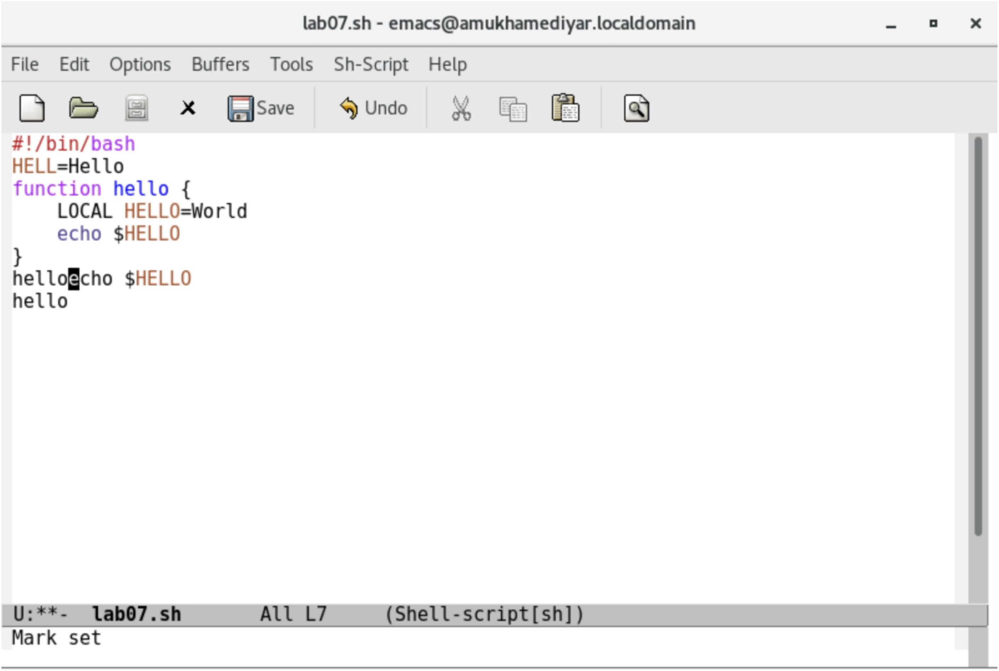 lab07.sh - emacs@amukhamediyar.localdomain
File Edit Options Buffers Tools Sh-Script Help
Save Undo
#!/bin/bash
HELL=Hello
function hello {
    LOCAL HELLO=World
    echo $HELLO
}
helloecho $HELLO
hello
U:**-  lab07.sh       All L7     (Shell-script[sh])
Mark set